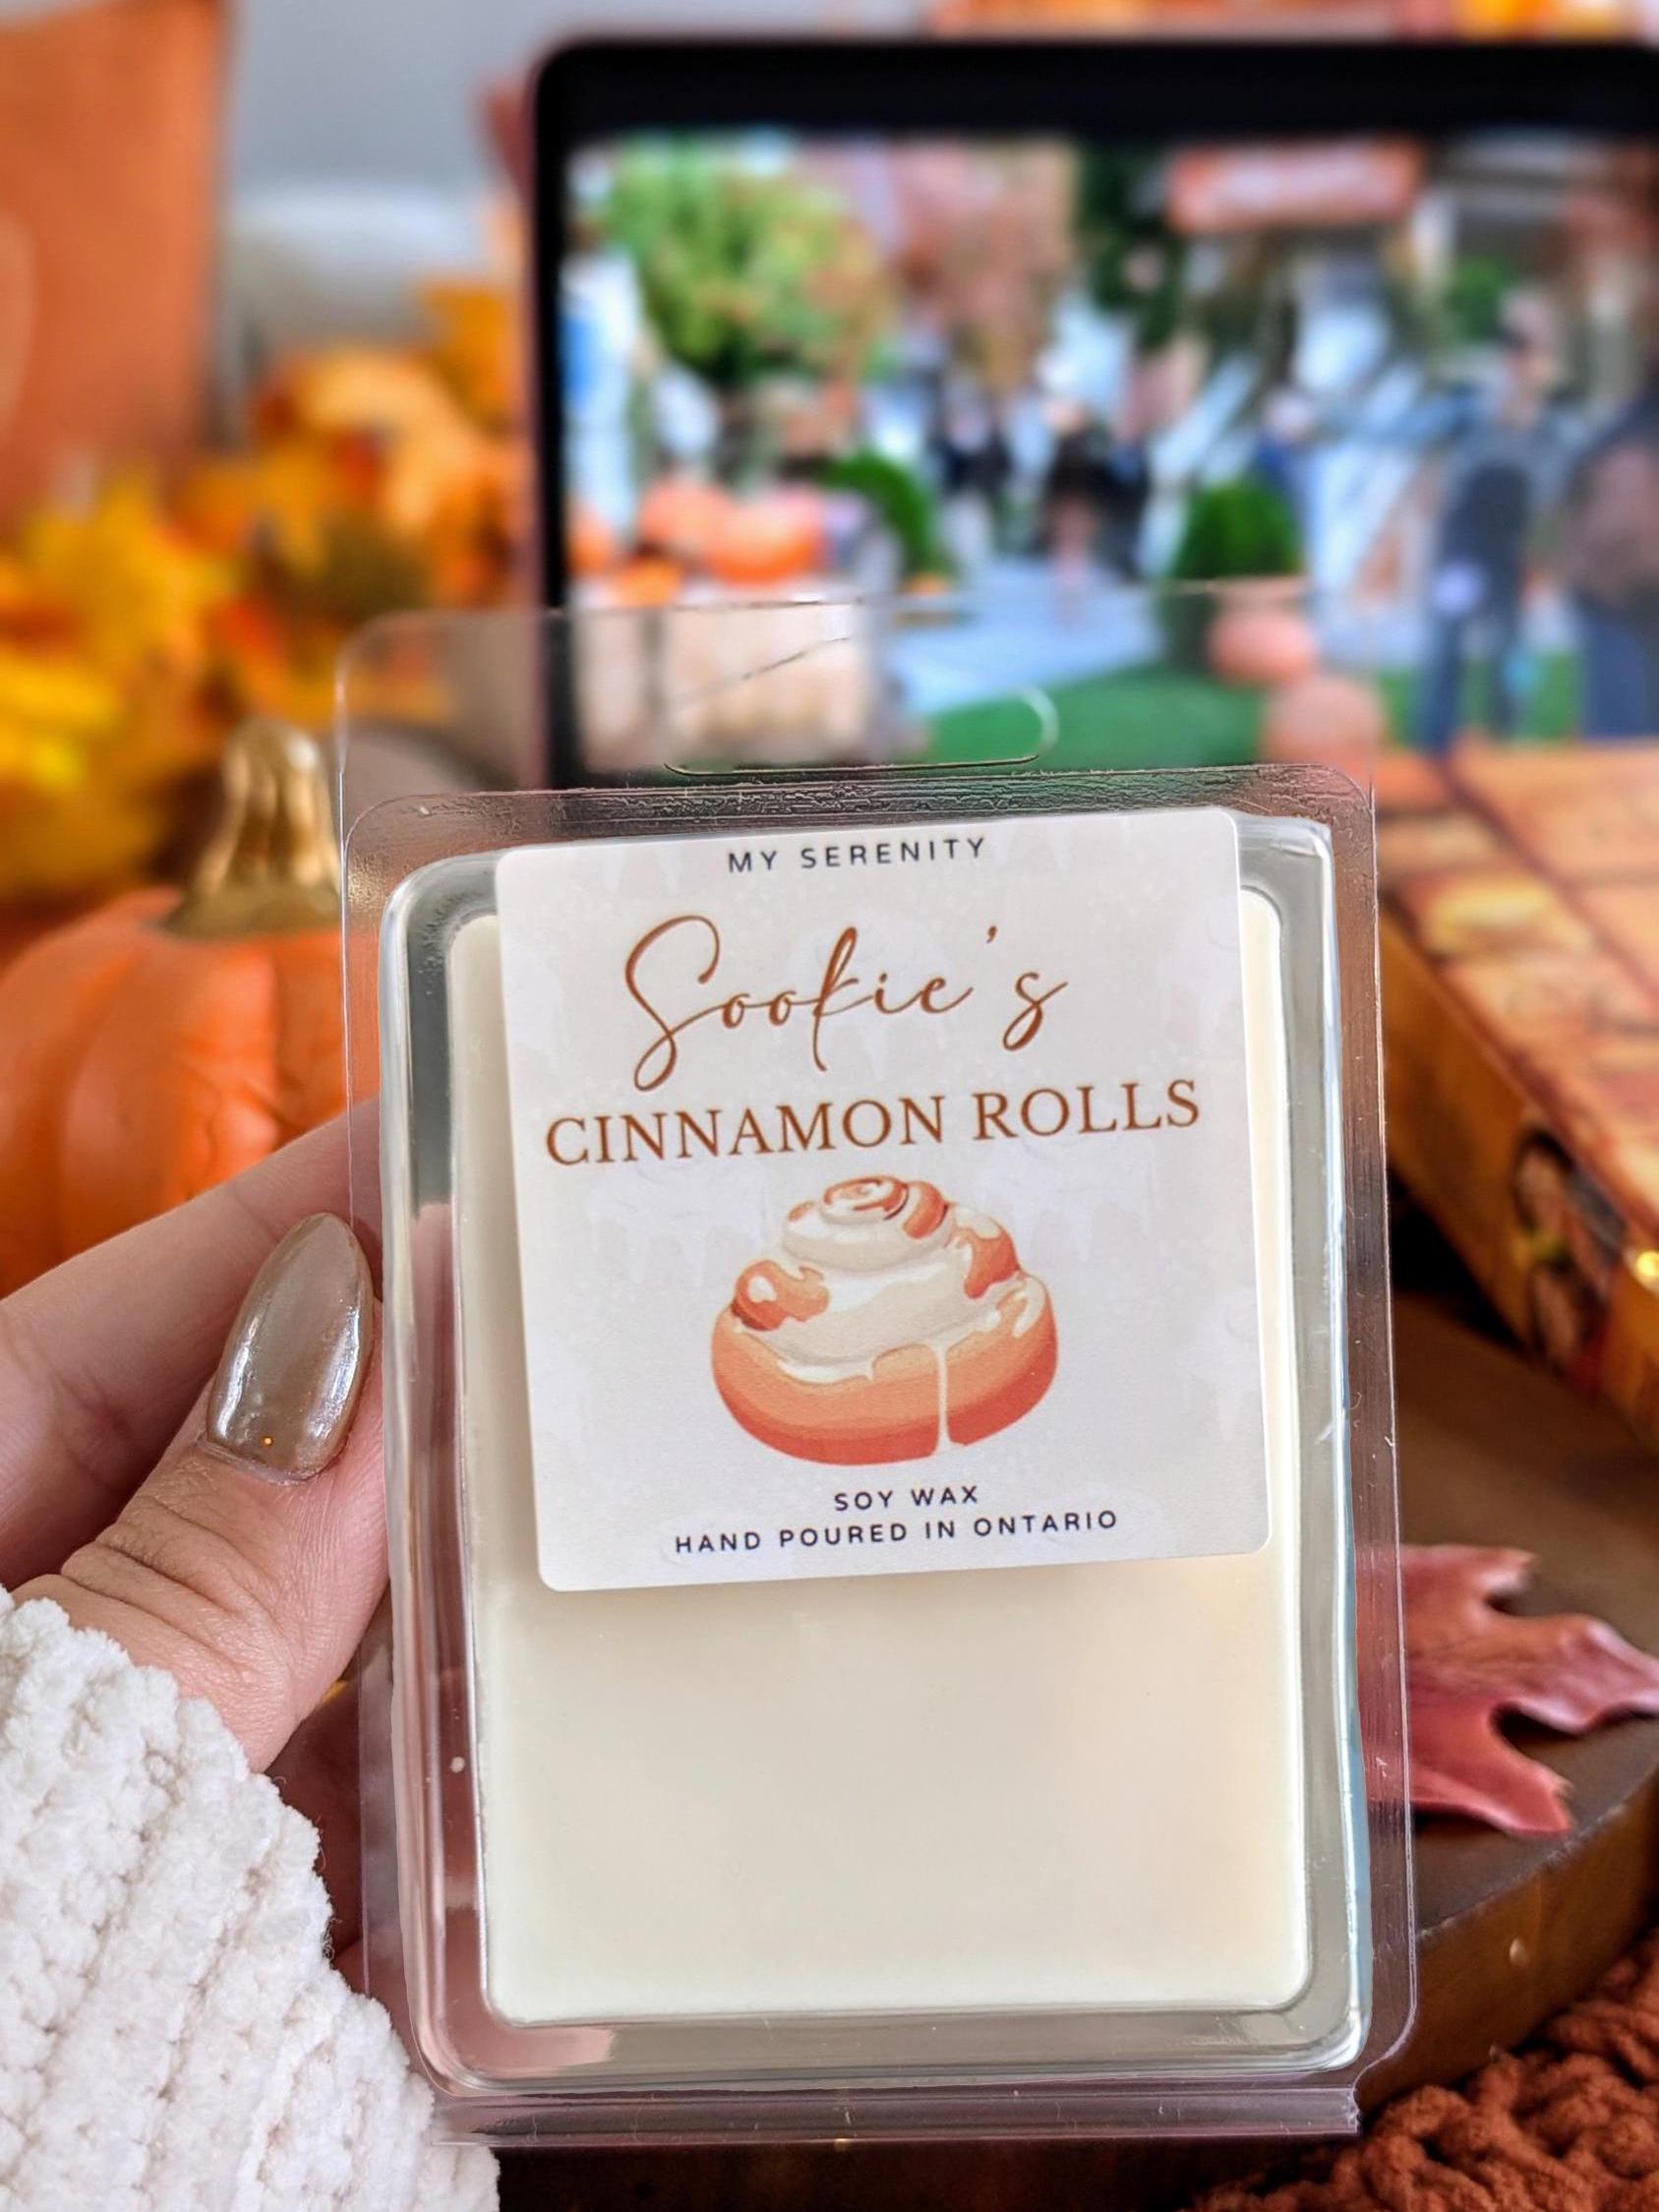 MY SERENITY
Sookie's
CINNAMON ROLLS
SOY WAX
HAND POURED IN ONTARIO